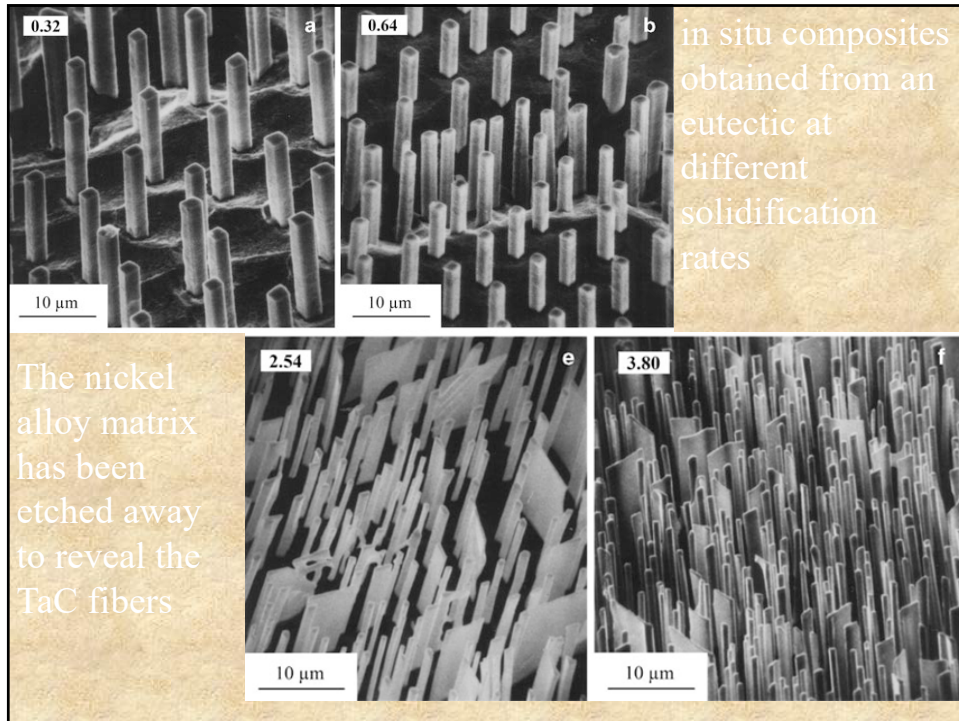 0.32
a
10 µm
0.64
b
10 µm
in situ composites
obtained from an
eutectic at
different
solidification
rates
The nickel
alloy matrix
has been
etched away
to reveal the
TaC fibers
2.54
e
10 µm
3.80
f
10 µm